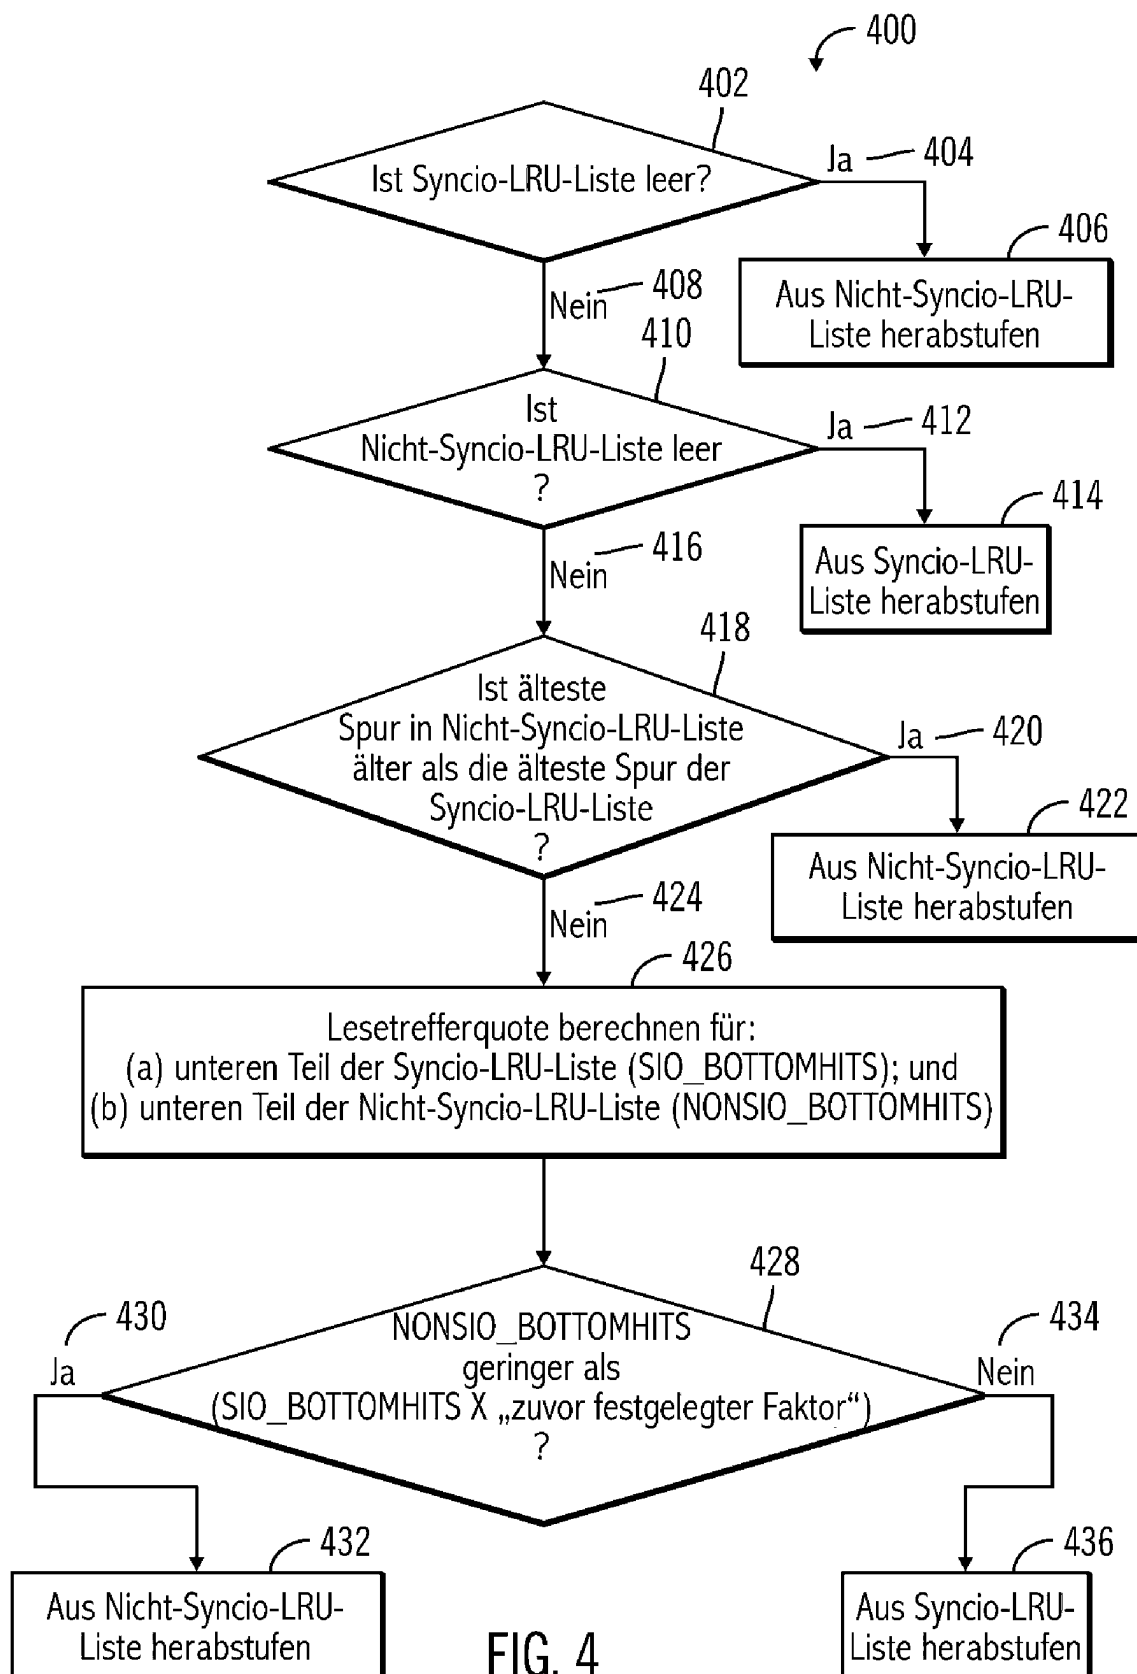 400
402
Ist Syncio-LRU-Liste leer?
Ja
404
406
Aus Nicht-Syncio-LRU-
Liste herabstufen
Nein
408
410
Ist
Nicht-Syncio-LRU-Liste leer
?
Ja
412
414
Aus Syncio-LRU-
Liste herabstufen
Nein
416
418
Ist älteste
Spur in Nicht-Syncio-LRU-Liste
älter als die älteste Spur der
Syncio-LRU-Liste
?
Ja
420
422
Aus Nicht-Syncio-LRU-
Liste herabstufen
Nein
424
426
Lesetrefferquote berechnen für:
(a) unteren Teil der Syncio-LRU-Liste (SIO_BOTTOMHITS); und
(b) unteren Teil der Nicht-Syncio-LRU-Liste (NONSIO_BOTTOMHITS)
428
NONSIO_BOTTOMHITS
geringer als
(SIO_BOTTOMHITS X „zuvor festgelegter Faktor“)
?
430
Ja
434
Nein
432
Aus Nicht-Syncio-LRU-
Liste herabstufen
436
Aus Syncio-LRU-
Liste herabstufen
FIG. 4